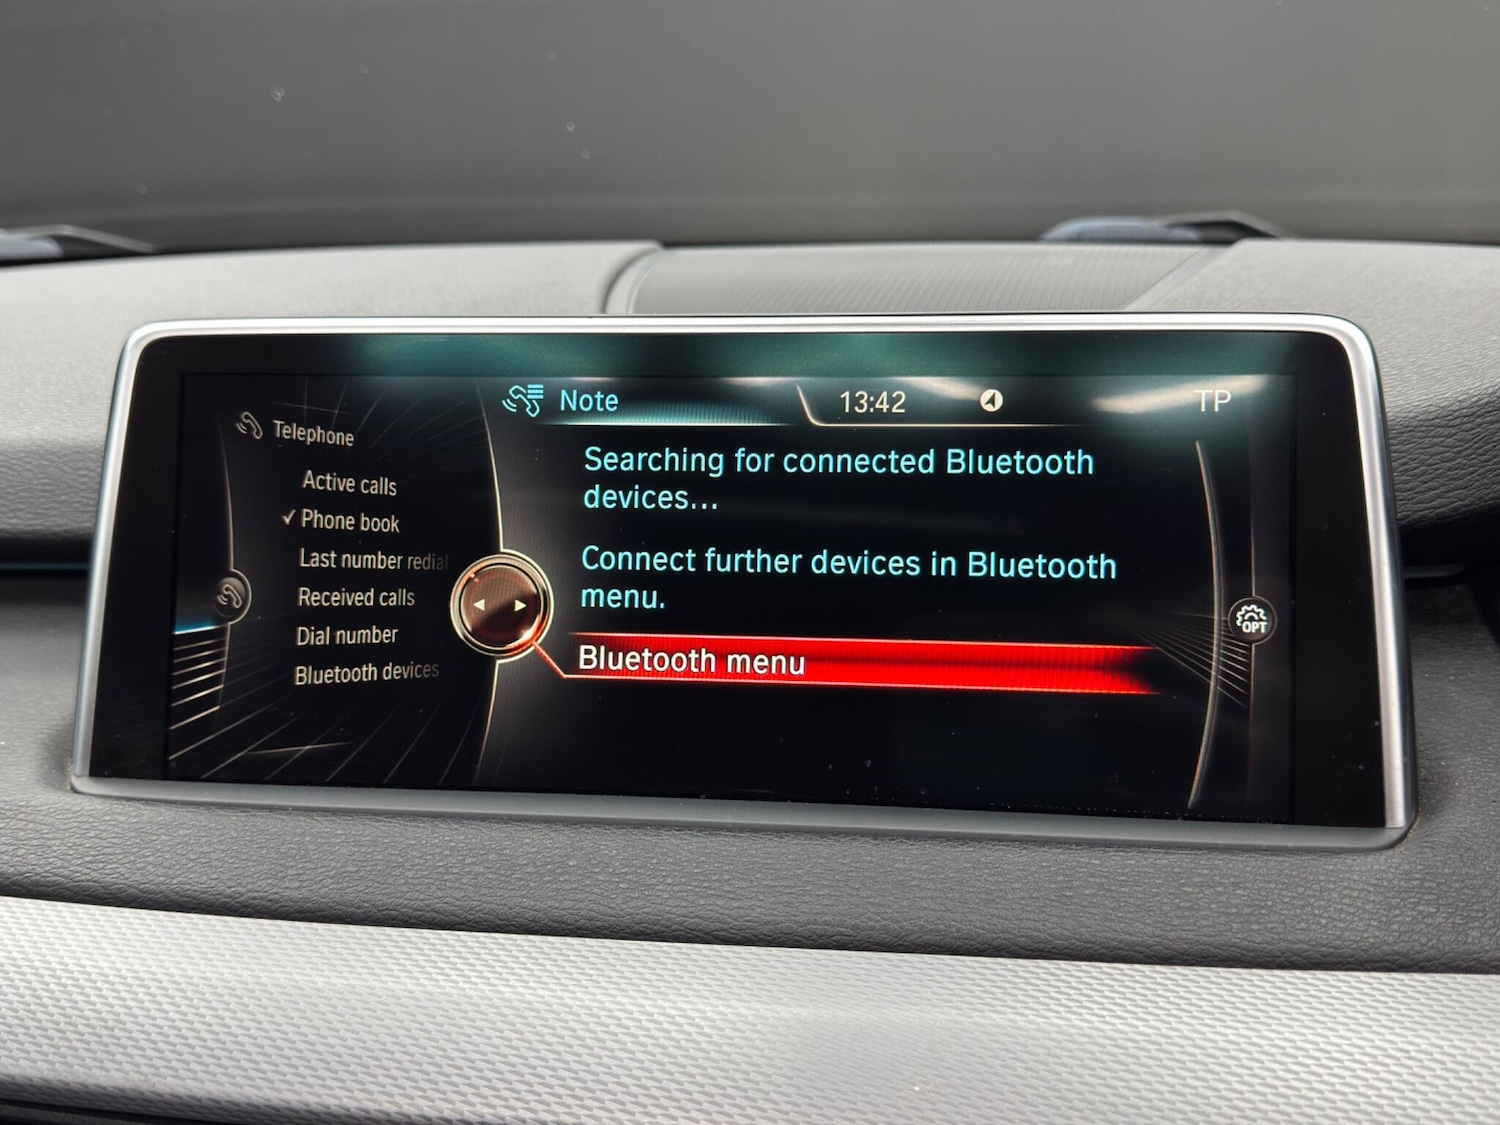 Note
13:42
TP
Telephone
Active calls
✓ Phone book
Last number redial
Received calls
Dial number
Bluetooth devices
Searching for connected Bluetooth
devices...
Connect further devices in Bluetooth
menu.
Bluetooth menu
OPT